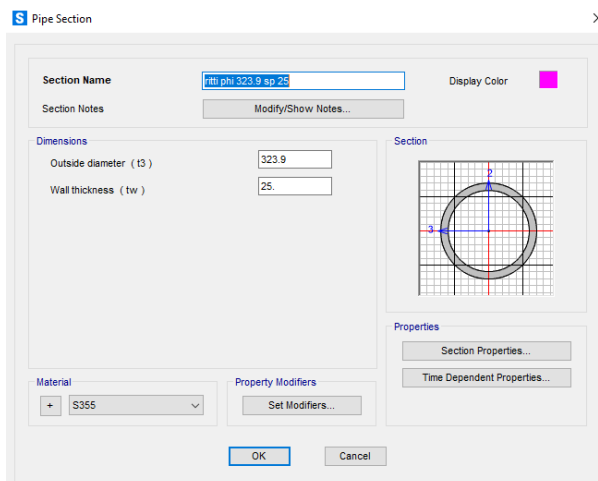 S Pipe Section
Section Name ritti phi 323.9 sp 25 Display Color
Section Notes Modify/Show Notes...
Dimensions
Outside diameter ( t3 ) 323.9
Wall thickness ( tw ) 25.
Section
2
3
Properties
Section Properties...
Time Dependent Properties...
Material
+ S355
Property Modifiers
Set Modifiers...
OK Cancel